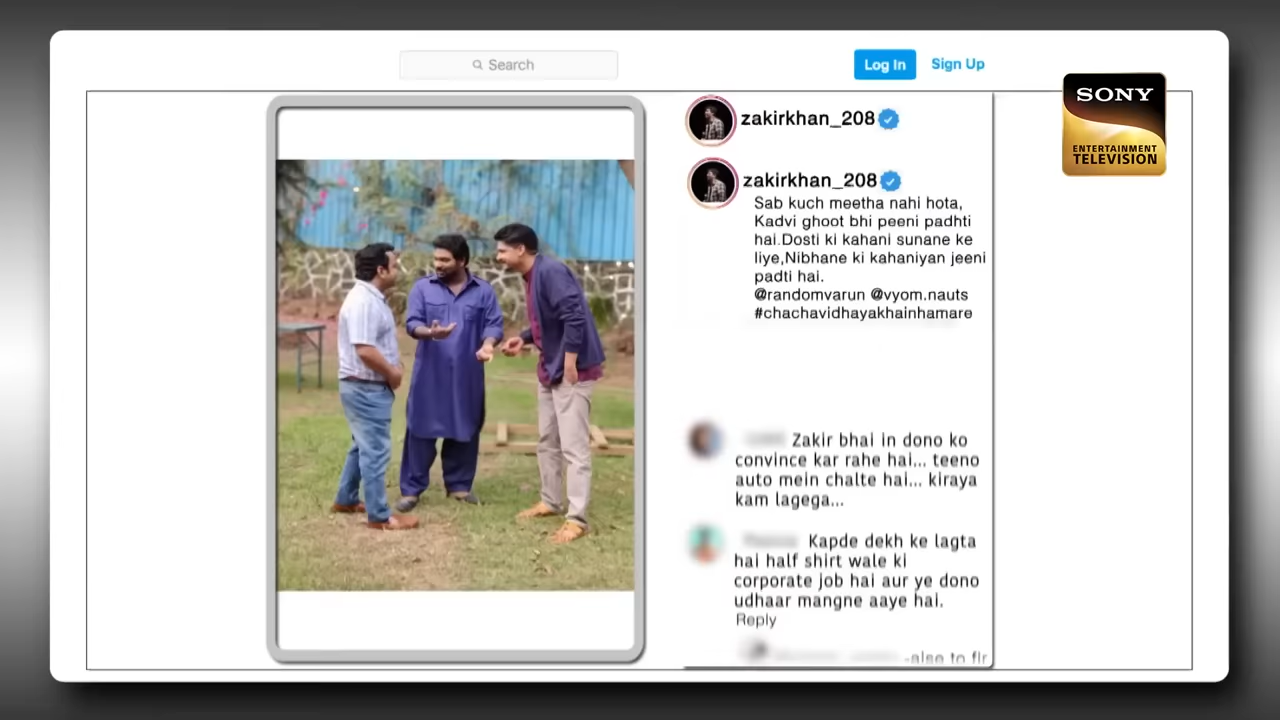 Search
Log In
Sign Up
SONY
ENTERTAINMENT
TELEVISION
zakirkhan_208
zakirkhan_208
Sab kuch meetha nahi hota,
Kadvi ghoot bhi peeni padhti
hai.Dosti ki kahani sunane ke
liye,Nibhane ki kahaniyan jeeni
padti hai.
@randomvarun @vyom.nauts
#chachavidhayakhainhamare
Zakir bhai in dono ko
convince kar rahe hai... teeno
auto mein chalte hai... kiraya
kam lagega...
Kapde dekh ke lagta
hai half shirt wale ki
corporate job hai aur ye dono
udhaar mangne aaye hai.
Reply